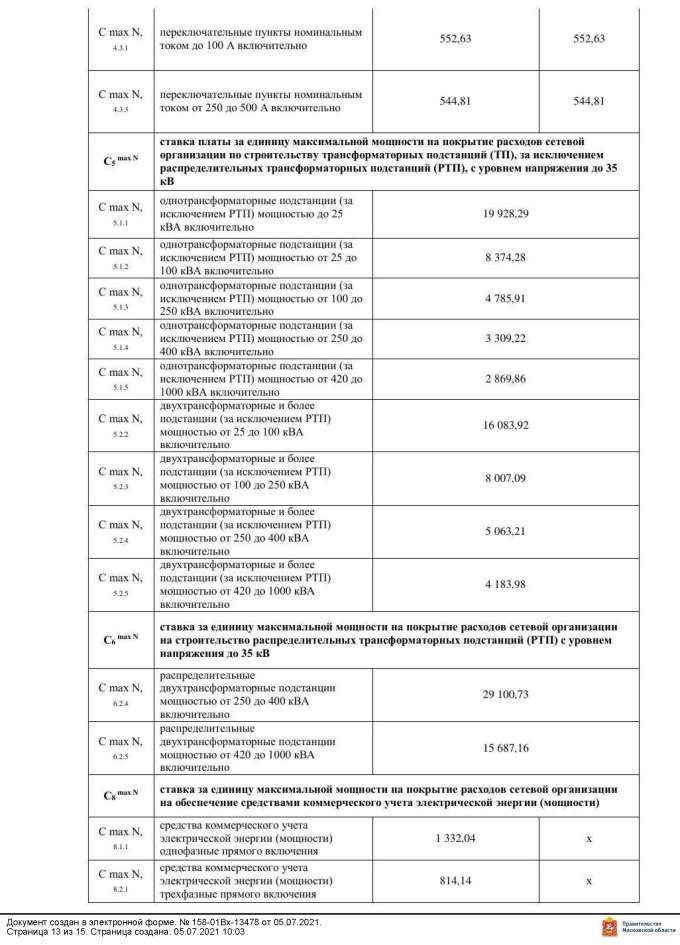 C max N,
4.3.1
переключательные пункты номинальным
током до 100 А включительно
552,63
552,63
C max N,
4.3.3
переключательные пункты номинальным
током от 250 до 500 А включительно
544,81
544,81
C5 max N
ставка платы за единицу максимальной мощности на покрытие расходов сетевой
организации по строительству трансформаторных подстанций (ТП), за исключением
распределительных трансформаторных подстанций (РТП), с уровнем напряжения до 35
кВ
C max N,
5.1.1
однотрансформаторные подстанции (за
исключением РТП) мощностью до 25
кВА включительно
19 928,29
C max N,
5.1.2
однотрансформаторные подстанции (за
исключением РТП) мощностью от 25 до
100 кВА включительно
8 374,28
C max N,
5.1.3
однотрансформаторные подстанции (за
исключением РТП) мощностью от 100 до
250 кВА включительно
4 785,91
C max N,
5.1.4
однотрансформаторные подстанции (за
исключением РТП) мощностью от 250 до
400 кВА включительно
3 309,22
C max N,
5.1.5
однотрансформаторные подстанции (за
исключением РТП) мощностью от 420 до
1000 кВА включительно
2 869,86
C max N,
5.2.2
двухтрансформаторные и более
подстанции (за исключением РТП)
мощностью от 25 до 100 кВА
включительно
16 083,92
C max N,
5.2.3
двухтрансформаторные и более
подстанции (за исключением РТП)
мощностью от 100 до 250 кВА
включительно
8 007,09
C max N,
5.2.4
двухтрансформаторные и более
подстанции (за исключением РТП)
мощностью от 250 до 400 кВА
включительно
5 063,21
C max N,
5.2.5
двухтрансформаторные и более
подстанции (за исключением РТП)
мощностью от 420 до 1000 кВА
включительно
4 183,98
C6 max N
ставка за единицу максимальной мощности на покрытие расходов сетевой организации
на строительство распределительных трансформаторных подстанций (РТП) с уровнем
напряжения до 35 кВ
C max N,
6.2.4
распределительные
двухтрансформаторные подстанции
мощностью от 250 до 400 кВА
включительно
29 100,73
C max N,
6.2.5
распределительные
двухтрансформаторные подстанции
мощностью от 420 до 1000 кВА
включительно
15 687,16
C8 max N
ставка за единицу максимальной мощности на покрытие расходов сетевой организации
на обеспечение средствами коммерческого учета электрической энергии (мощности)
C max N,
8.1.1
средства коммерческого учета
электрической энергии (мощности)
однофазные прямого включения
1 332,04
х
C max N,
8.2.1
средства коммерческого учета
электрической энергии (мощности)
трехфазные прямого включения
814,14
х
Документ создан в электронной форме. № 158-01Вх-13478 от 05.07.2021.
Страница 13 из 15. Страница создана: 05.07.2021 10:03
Правительство
Московской области